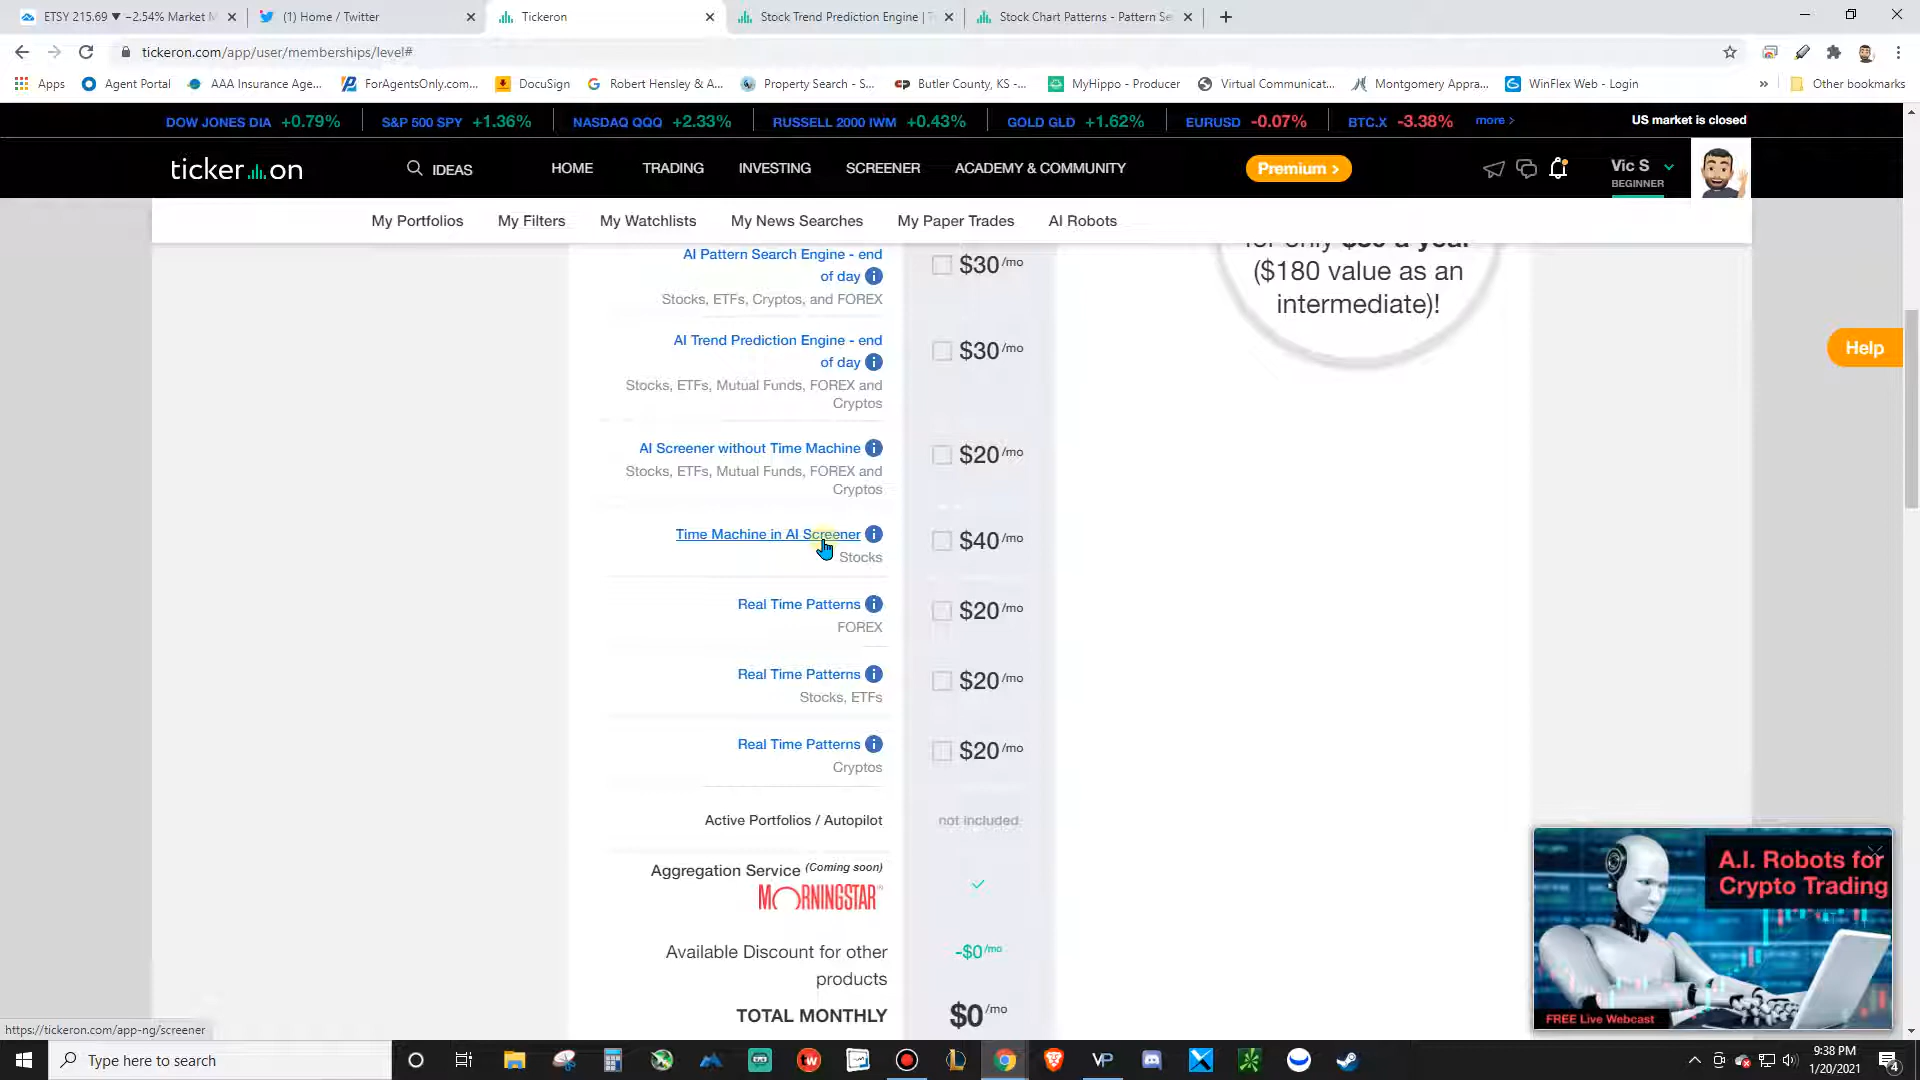 ETSY 215.69 ▼ −2.54% Market M
(1) Home / Twitter
Tickeron
Stock Trend Prediction Engine | T
Stock Chart Patterns - Pattern Se
tickeron.com/app/user/memberships/level#
Apps
Agent Portal
AAA Insurance Age...
ForAgentsOnly.com...
DocuSign
Robert Hensley & A...
Property Search - S...
Butler County, KS -...
MyHippo - Producer
Virtual Communicat...
Montgomery Appra...
WinFlex Web - Login
»
Other bookmarks
DOW JONES DIA +0.79%
S&P 500 SPY +1.36%
NASDAQ QQQ +2.33%
RUSSELL 2000 IWM +0.43%
GOLD GLD +1.62%
EURUSD -0.07%
BTC.X -3.38%
more >
US market is closed
tickeron
IDEAS
HOME
TRADING
INVESTING
SCREENER
ACADEMY & COMMUNITY
Premium >
Vic S
BEGINNER
My Portfolios
My Filters
My Watchlists
My News Searches
My Paper Trades
AI Robots
($180 value as an
intermediate)!
AI Pattern Search Engine - end
of day
Stocks, ETFs, Cryptos, and FOREX
$30/mo
AI Trend Prediction Engine - end
of day
Stocks, ETFs, Mutual Funds, FOREX and
Cryptos
$30/mo
AI Screener without Time Machine
Stocks, ETFs, Mutual Funds, FOREX and
Cryptos
$20/mo
Time Machine in AI Screener
Stocks
$40/mo
Real Time Patterns
FOREX
$20/mo
Real Time Patterns
Stocks, ETFs
$20/mo
Real Time Patterns
Cryptos
$20/mo
Active Portfolios / Autopilot
not included
Aggregation Service (Coming soon)
MORNINGSTAR
Available Discount for other
products
-$0/mo
TOTAL MONTHLY
$0/mo
Help
A.I. Robots for
Crypto Trading
FREE Live Webcast
https://tickeron.com/app-ng/screener
Type here to search
9:38 PM
1/20/2021
4